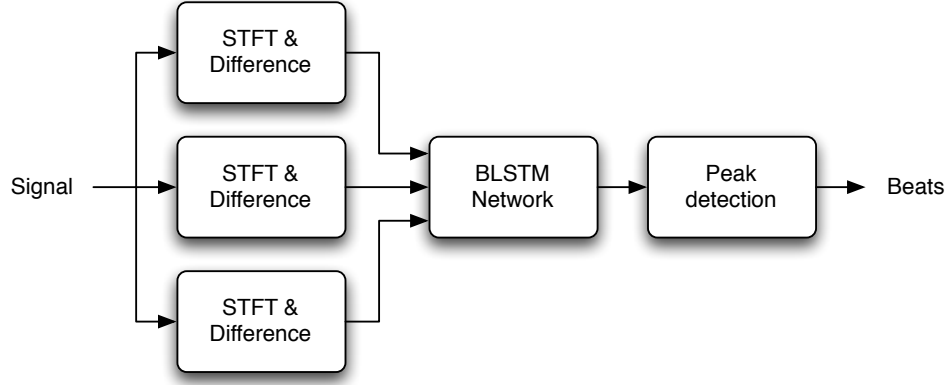 STFT &
Difference
Signal
STFT &
Difference
BLSTM
Network
Peak
detection
Beats
STFT &
Difference